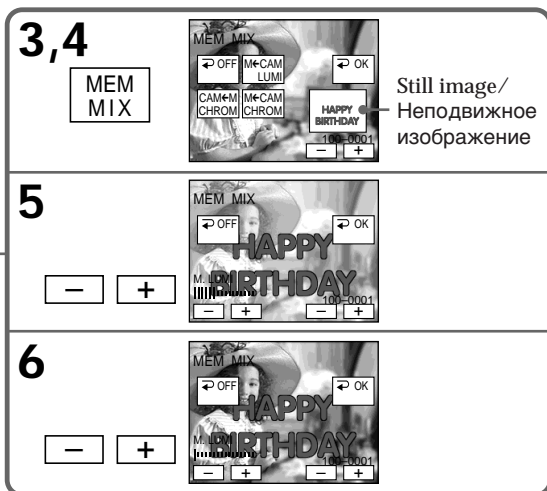 3,4
MEM
MIX
MEM MIX
⮌ OFF
M←CAM
LUMI
⮌ OK
CAM←M
CHROM
M←CAM
CHROM
HAPPY
BIRTHDAY
100–0001
– +
Still image/
Неподвижное
изображение
5
– +
MEM MIX
⮌ OFF
⮌ OK
HAPPY
BIRTHDAY
M. LUMI
100–0001
– + – +
6
– +
MEM MIX
⮌ OFF
⮌ OK
HAPPY
BIRTHDAY
M. LUMI
100–0001
– + – +